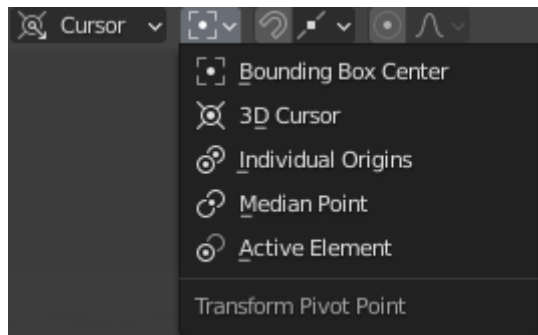 Cursor
Bounding Box Center
3D Cursor
Individual Origins
Median Point
Active Element
Transform Pivot Point